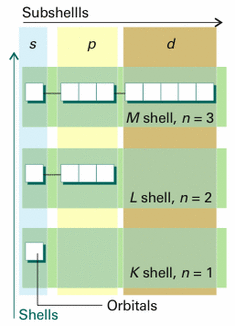 Subshellls
s p d
M shell, n = 3
L shell, n = 2
K shell, n = 1
Orbitals
Shells